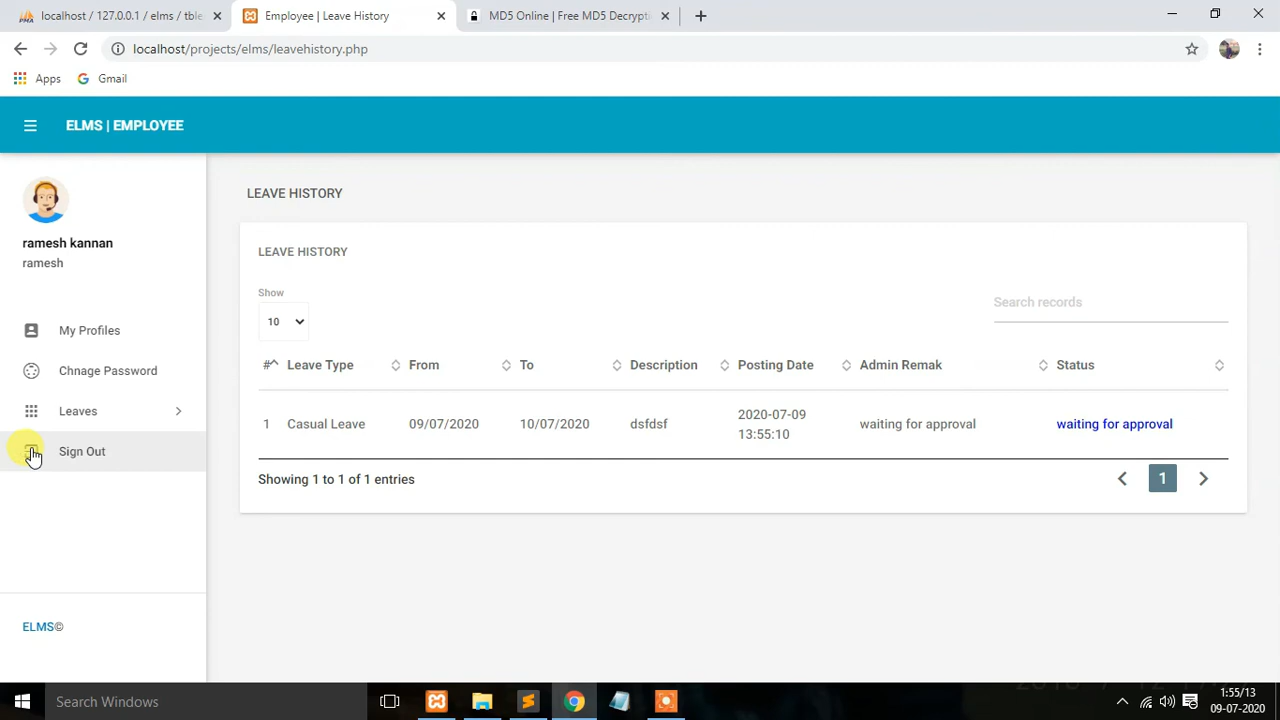 localhost / 127.0.0.1 / elms / tble
Employee | Leave History
MD5 Online | Free MD5 Decrypti
localhost/projects/elms/leavehistory.php
Apps
Gmail
ELMS | EMPLOYEE
ramesh kannan
ramesh
My Profiles
Chnage Password
Leaves
Sign Out
ELMS©
LEAVE HISTORY
LEAVE HISTORY
Show
10
Search records
# Leave Type From To Description Posting Date Admin Remak Status
1 Casual Leave 09/07/2020 10/07/2020 dsfdsf 2020-07-09 13:55:10 waiting for approval waiting for approval
Showing 1 to 1 of 1 entries
1
Search Windows
1:55/13
09-07-2020